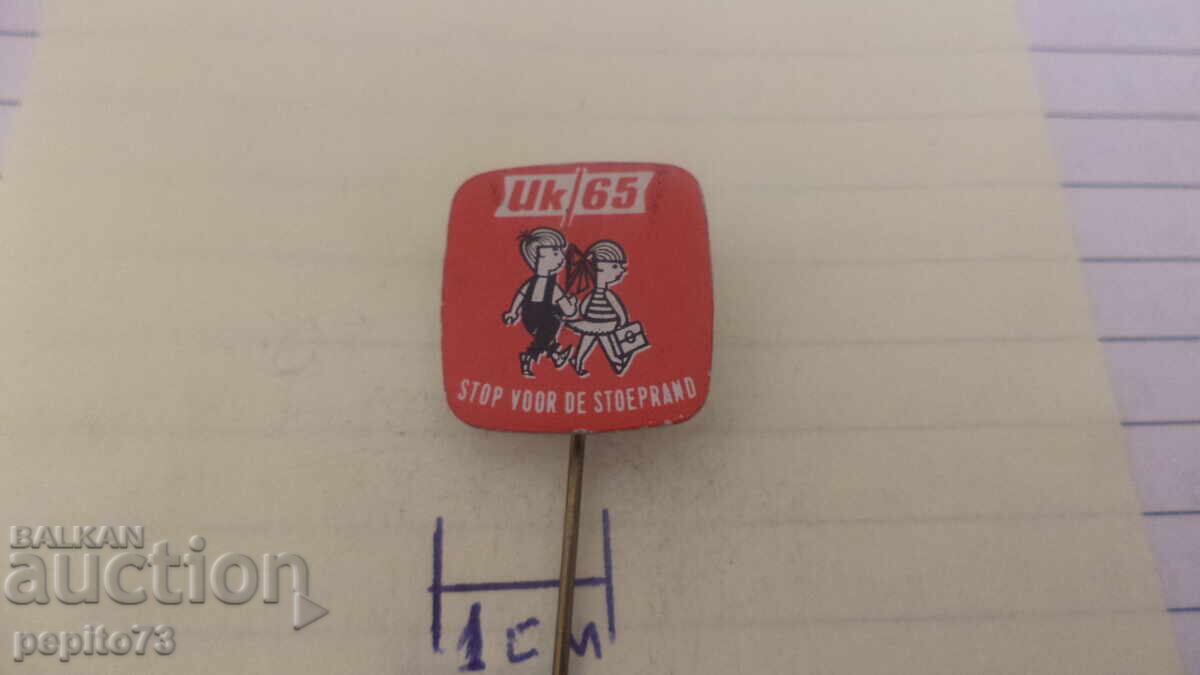 Uk/65
STOP VOOR DE STOEPRAND
BALKAN
auction
pepito73
1 см